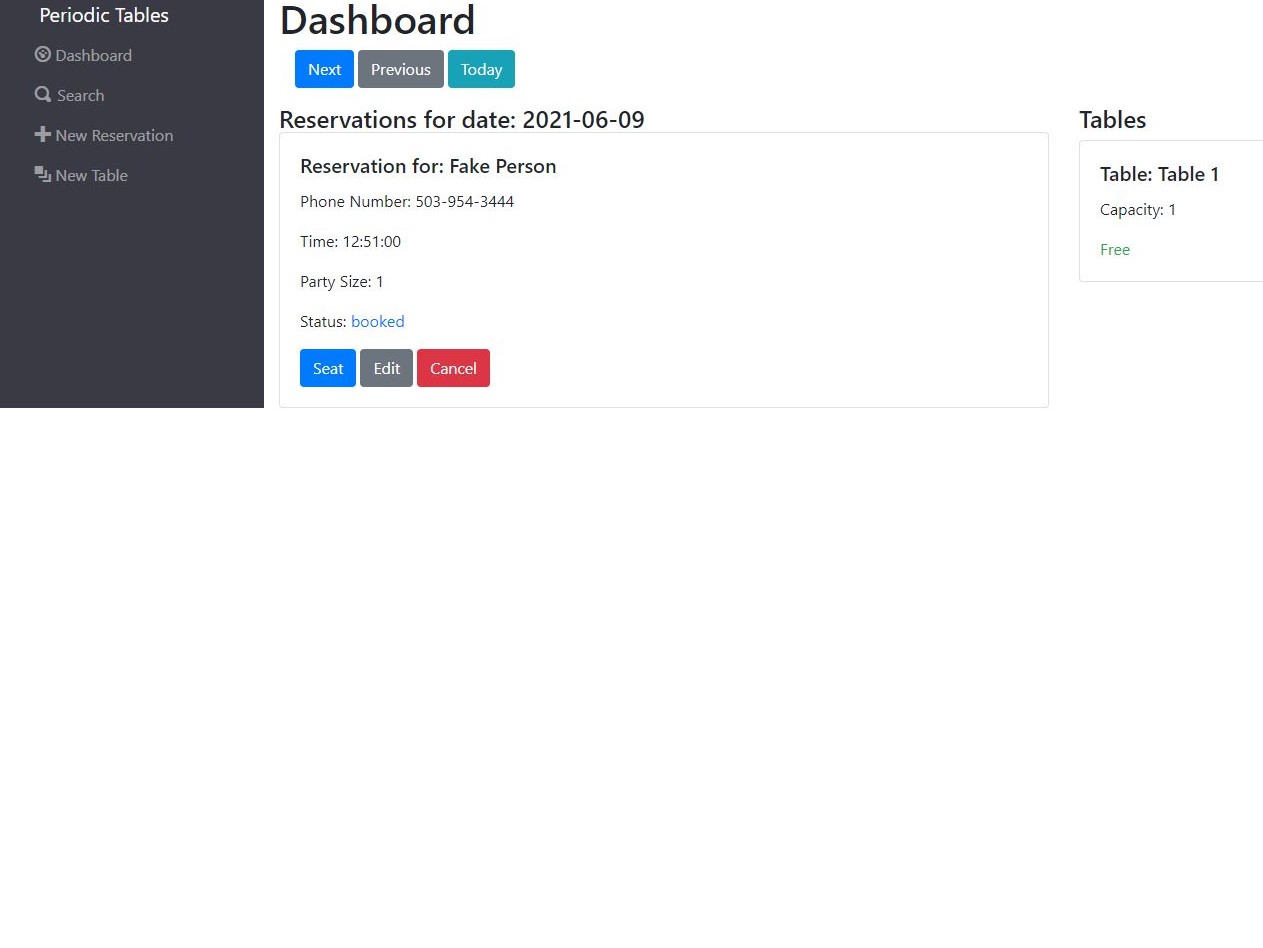 Periodic Tables
Dashboard
Search
New Reservation
New Table
Dashboard
Next Previous Today
Reservations for date: 2021-06-09
Reservation for: Fake Person
Phone Number: 503-954-3444
Time: 12:51:00
Party Size: 1
Status: booked
Seat Edit Cancel
Tables
Table: Table 1
Capacity: 1
Free